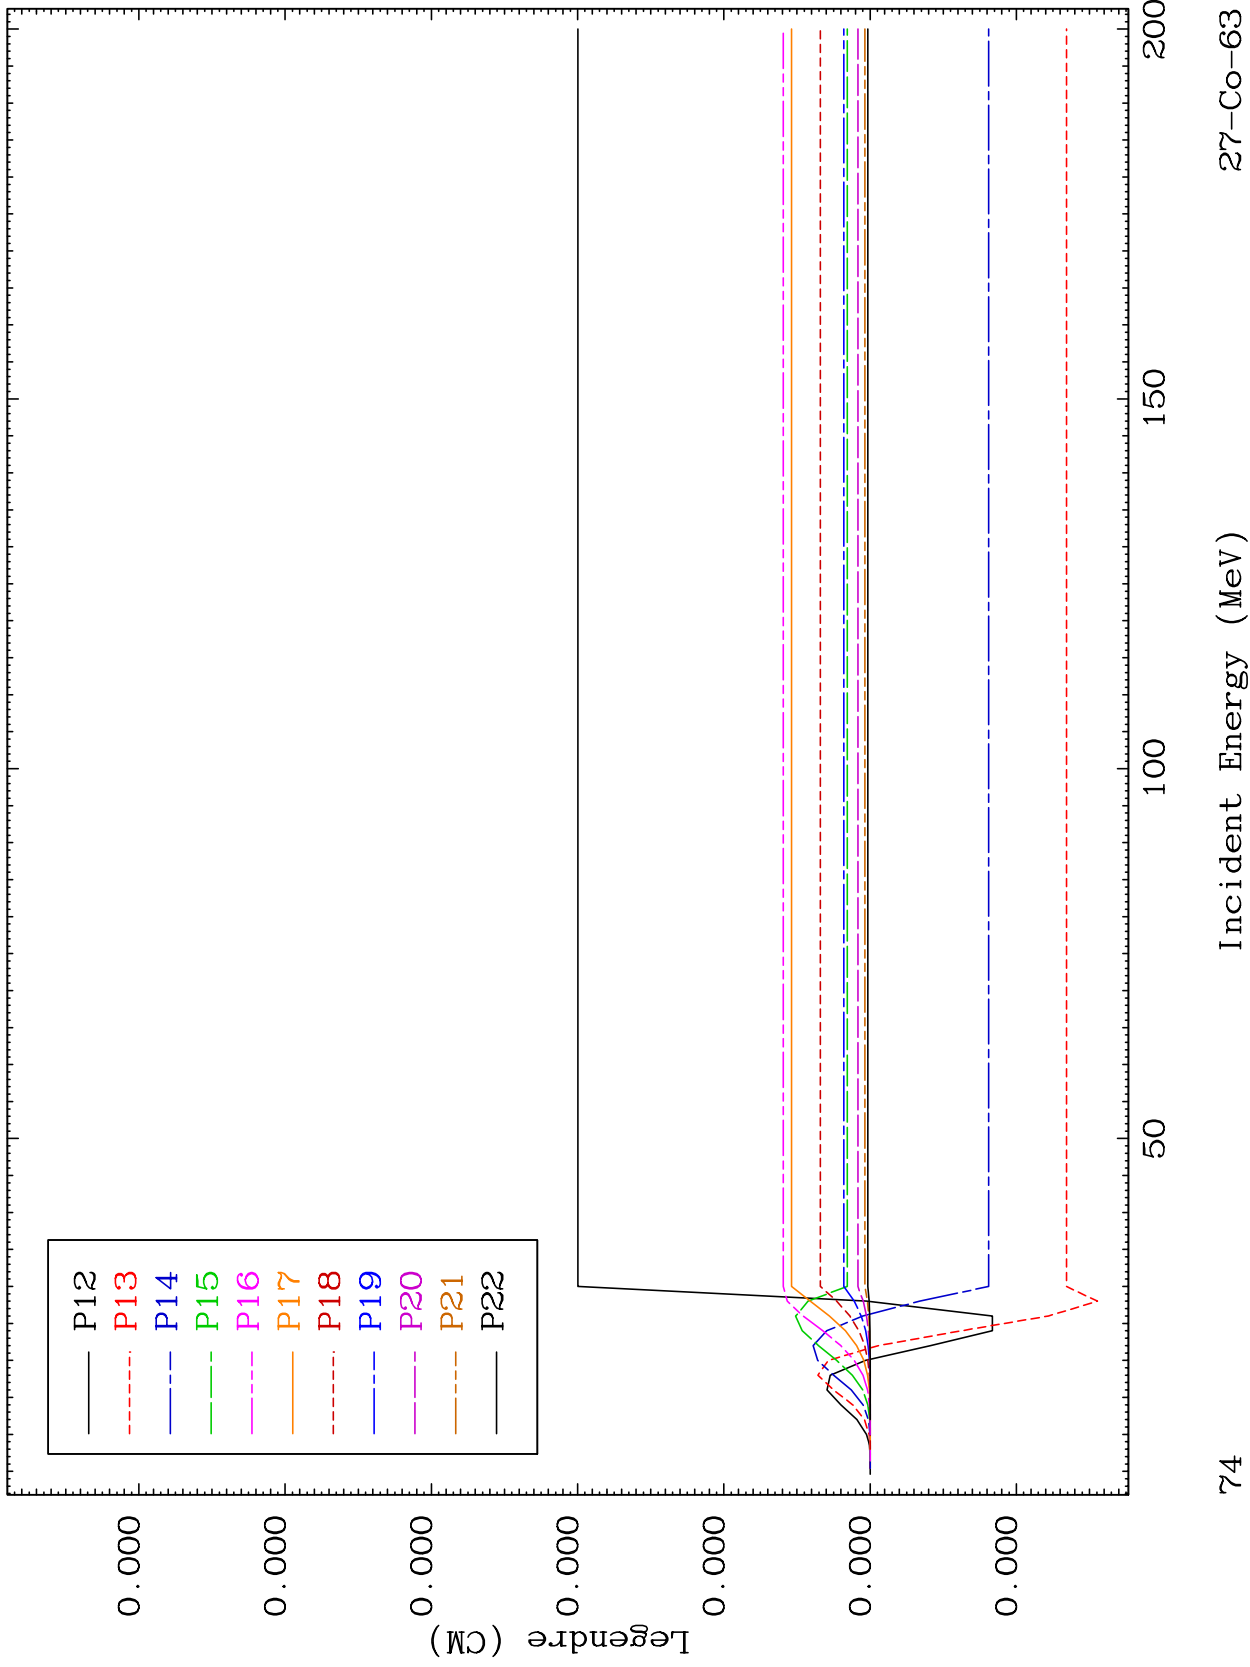 P12
P13
P14
P15
P16
P17
P18
P19
P20
P21
P22
0.000
0.000
0.000
0.000
0.000
0.000
0.000
Legendre (CM)
50
100
150
200
74
Incident Energy (MeV)
27-Co-63